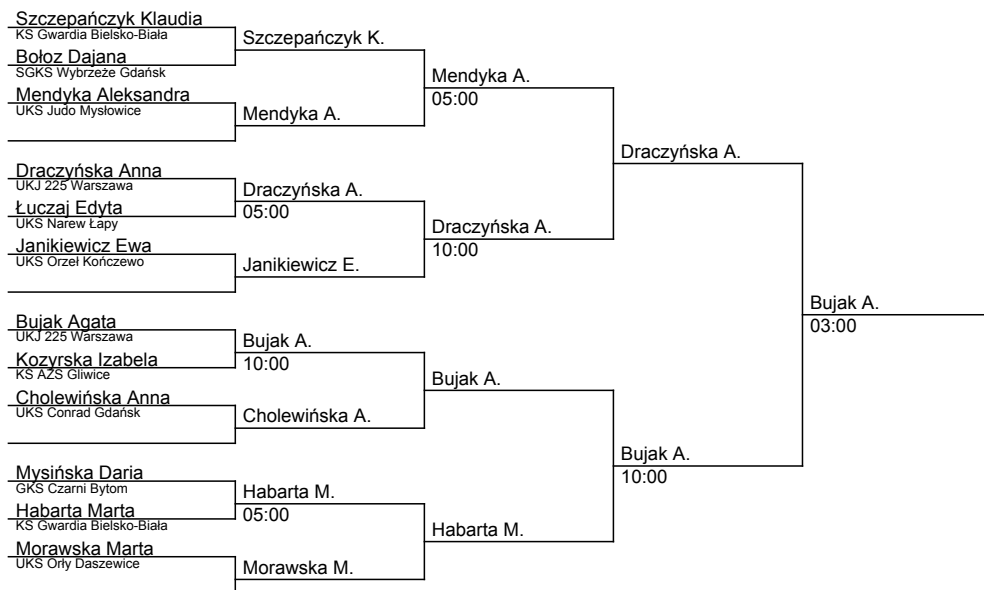 Szczepańczyk Klaudia
KS Gwardia Bielsko-Biała
Szczepańczyk K.
Bołoz Dajana
SGKS Wybrzeże Gdańsk
Mendyka A.
05:00
Mendyka Aleksandra
UKS Judo Mysłowice
Mendyka A.
Draczyńska A.
Draczyńska Anna
UKJ 225 Warszawa
Draczyńska A.
05:00
Łuczaj Edyta
UKS Narew Łapy
Draczyńska A.
10:00
Janikiewicz Ewa
UKS Orzeł Kończewo
Janikiewicz E.
Bujak A.
03:00
Bujak Agata
UKJ 225 Warszawa
Bujak A.
10:00
Kozyrska Izabela
KS AZS Gliwice
Bujak A.
Cholewińska Anna
UKS Conrad Gdańsk
Cholewińska A.
Bujak A.
10:00
Mysińska Daria
GKS Czarni Bytom
Habarta M.
05:00
Habarta Marta
KS Gwardia Bielsko-Biała
Habarta M.
Morawska Marta
UKS Orły Daszewice
Morawska M.